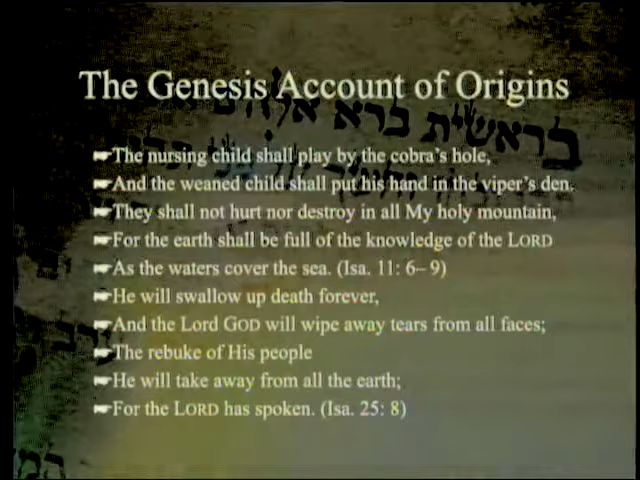 The Genesis Account of Origins
בראשית ברא אלהים
☛The nursing child shall play by the cobra's hole,
☛And the weaned child shall put his hand in the viper's den.
☛They shall not hurt nor destroy in all My holy mountain,
☛For the earth shall be full of the knowledge of the LORD
☛As the waters cover the sea. (Isa. 11: 6– 9)
☛He will swallow up death forever,
☛And the Lord GOD will wipe away tears from all faces;
☛The rebuke of His people
☛He will take away from all the earth;
☛For the LORD has spoken. (Isa. 25: 8)